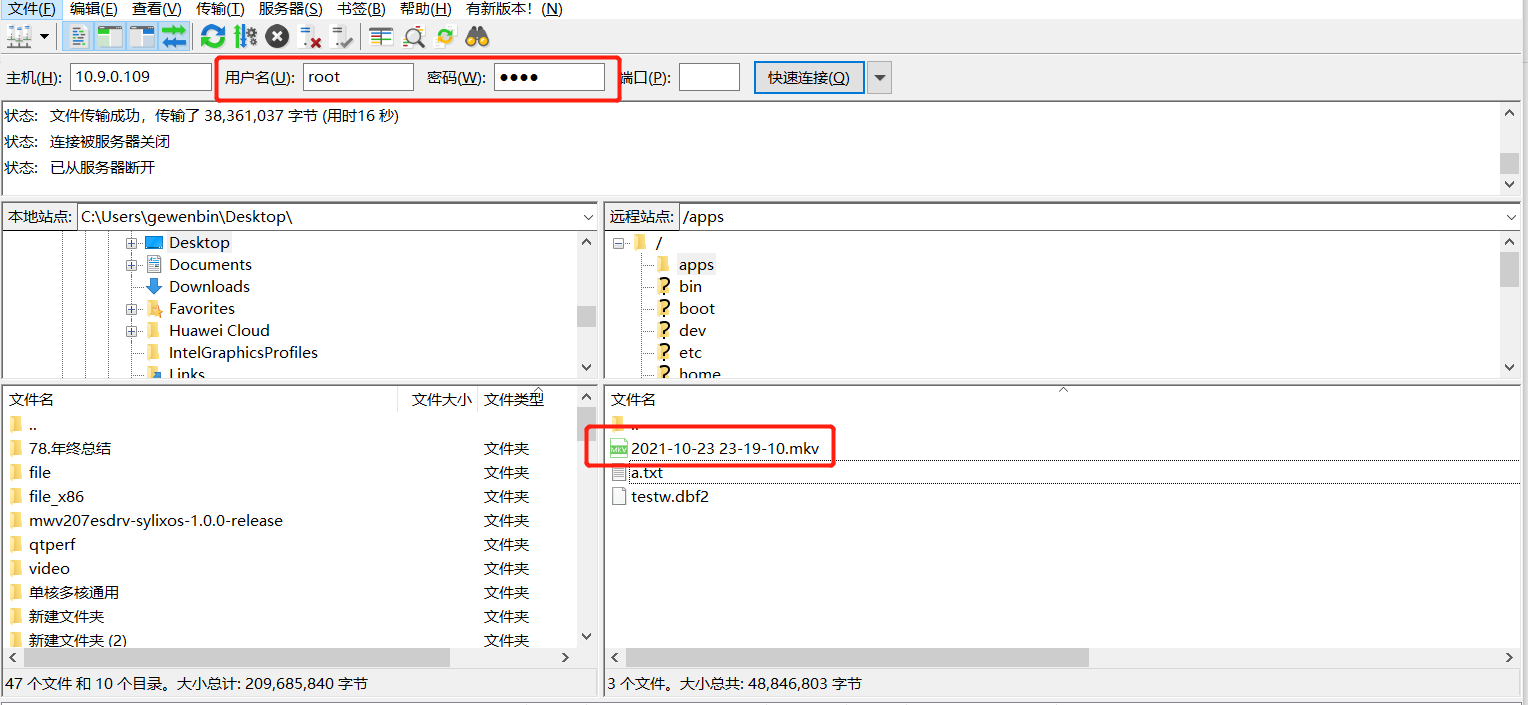 文件(F) 编辑(E) 查看(V) 传输(T) 服务器(S) 书签(B) 帮助(H) 有新版本！(N)
主机(H): 10.9.0.109 用户名(U): root 密码(W): ●●●● 端口(P): 快速连接(Q)
状态: 文件传输成功，传输了 38,361,037 字节 (用时16 秒)
状态: 连接被服务器关闭
状态: 已从服务器断开
本地站点: C:\Users\gewenbin\Desktop\
Desktop
Documents
Downloads
Favorites
Huawei Cloud
IntelGraphicsProfiles
Links
远程站点: /apps
/
apps
bin
boot
dev
etc
home
文件名 文件大小 文件类型
..
78.年终总结 文件夹
file 文件夹
file_x86 文件夹
mwv207esdrv-sylixos-1.0.0-release 文件夹
qtperf 文件夹
video 文件夹
单核多核通用 文件夹
新建文件夹 文件夹
新建文件夹 (2) 文件夹
47 个文件 和 10 个目录。大小总计: 209,685,840 字节
文件名
..
MKV 2021-10-23 23-19-10.mkv
a.txt
testw.dbf2
3 个文件。大小总共: 48,846,803 字节